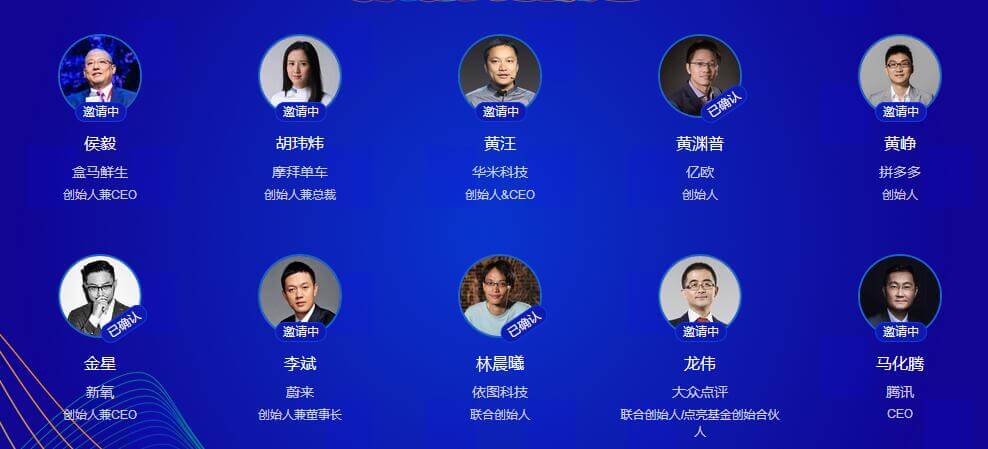 邀请中
邀请中
邀请中
已确认
邀请中
侯毅
胡玮炜
黄汪
黄渊普
黄峥
盒马鲜生
摩拜单车
华米科技
亿欧
拼多多
创始人兼CEO
创始人兼总裁
创始人&CEO
创始人
创始人
已确认
邀请中
已确认
邀请中
邀请中
金星
李斌
林晨曦
龙伟
马化腾
新氧
蔚来
依图科技
大众点评
腾讯
创始人兼CEO
创始人兼董事长
联合创始人
联合创始人/点亮基金创始合伙
人
CEO